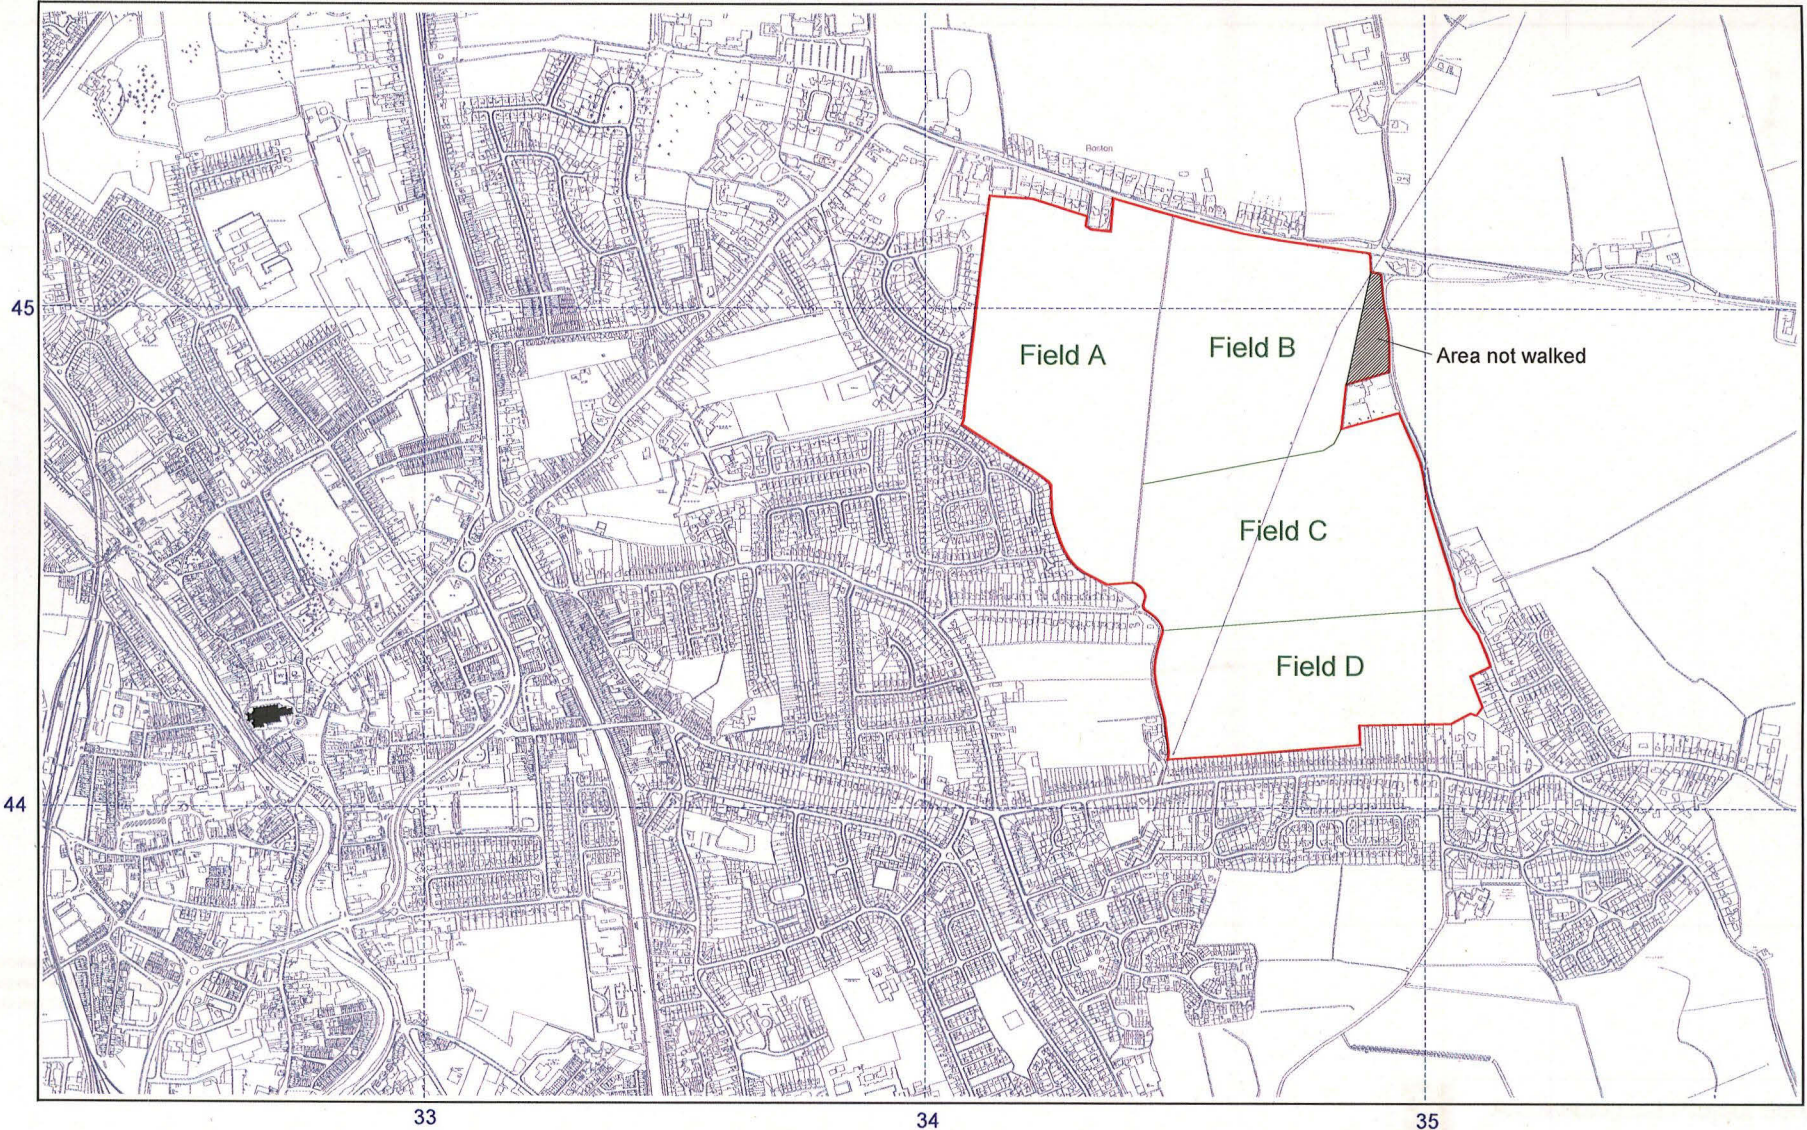 Boston
45
Field A
Field B
Area not walked
Field C
Field D
44
33
34
35